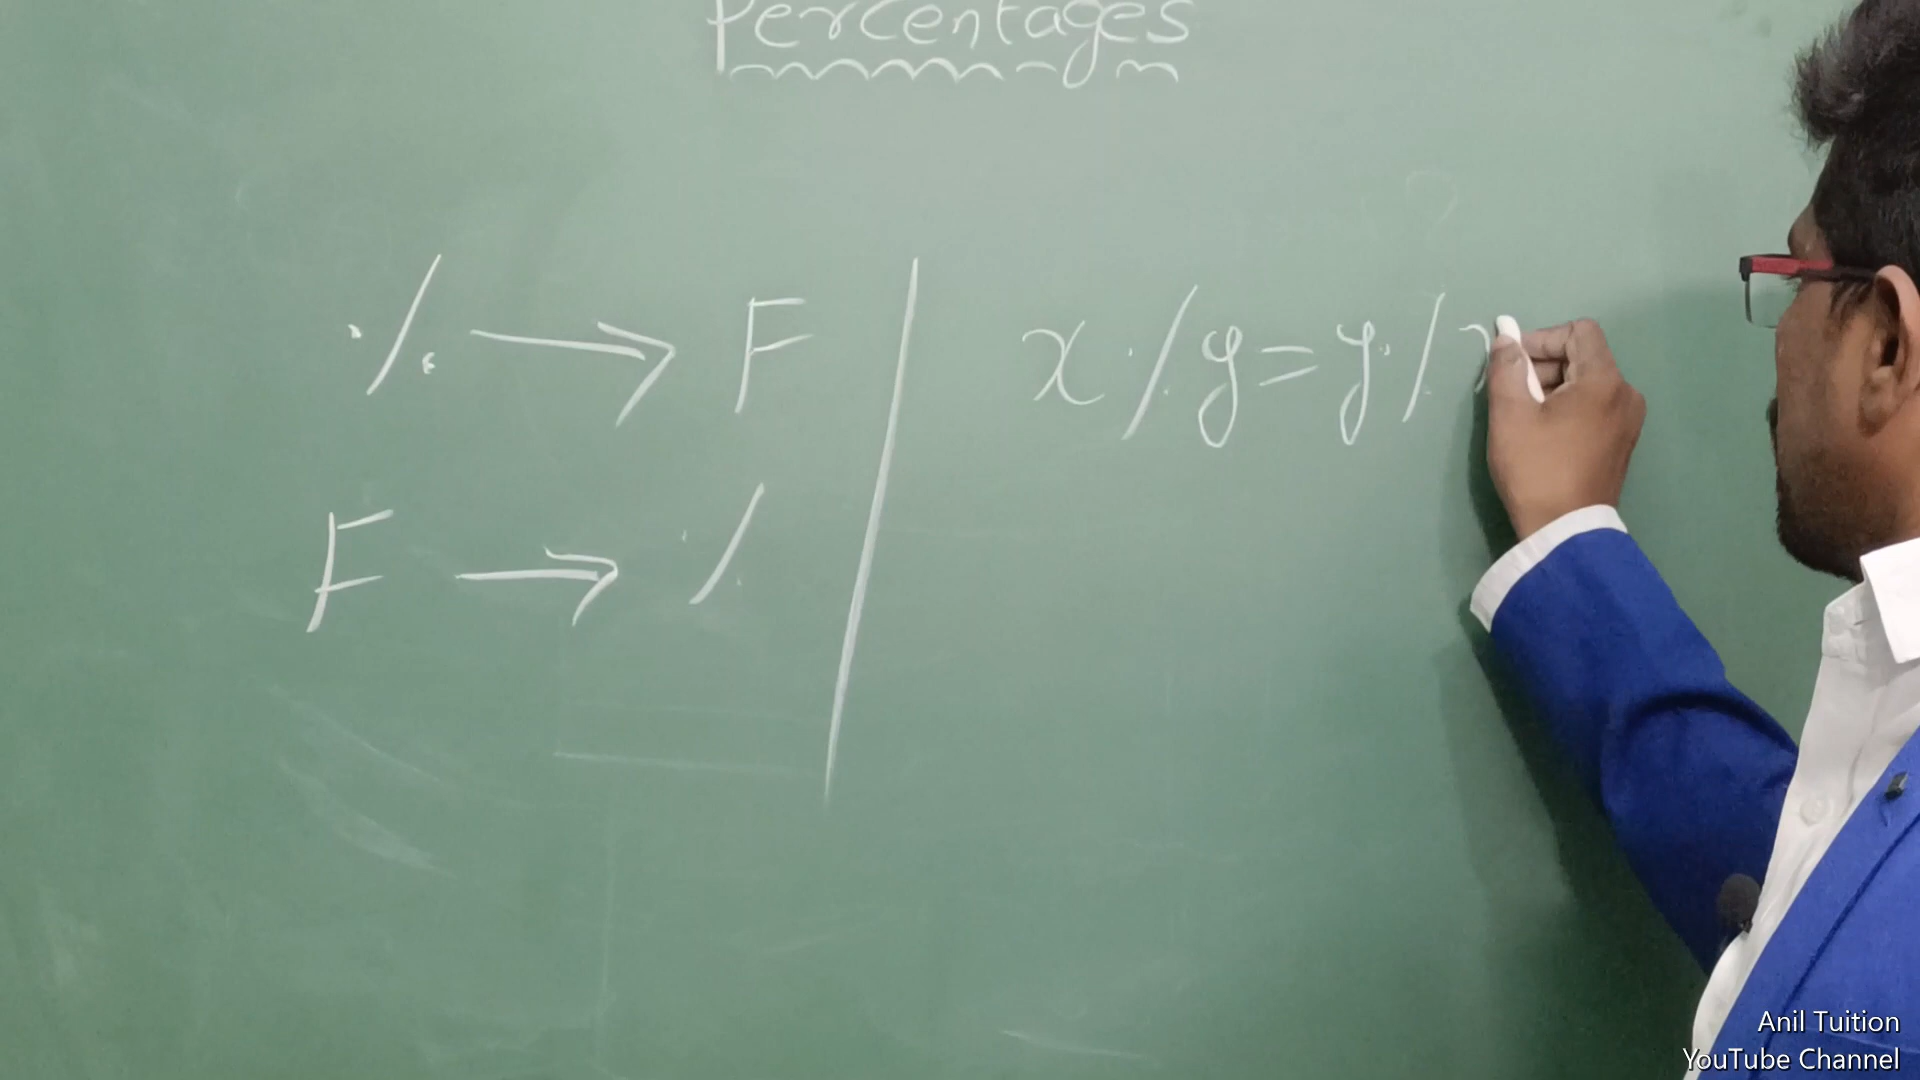 Percentages
% → F
F → %
x % y = y % x
Anil Tuition
YouTube Channel